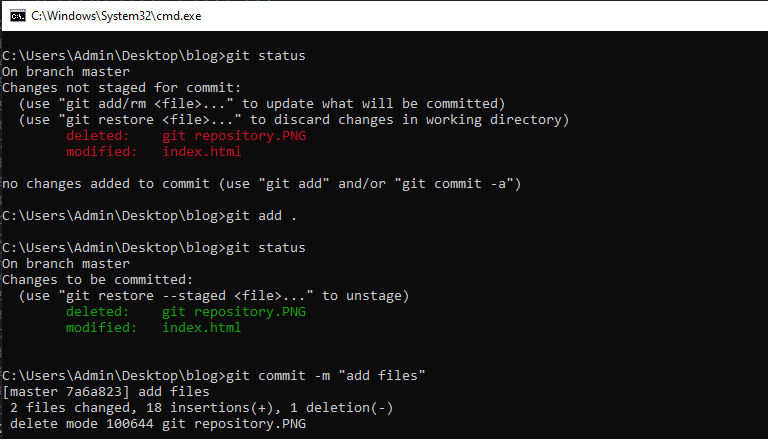 C:\Windows\System32\cmd.exe
C:\Users\Admin\Desktop\blog>git status
On branch master
Changes not staged for commit:
  (use "git add/rm <file>..." to update what will be committed)
  (use "git restore <file>..." to discard changes in working directory)
        deleted:    git repository.PNG
        modified:   index.html
no changes added to commit (use "git add" and/or "git commit -a")
C:\Users\Admin\Desktop\blog>git add .
C:\Users\Admin\Desktop\blog>git status
On branch master
Changes to be committed:
  (use "git restore --staged <file>..." to unstage)
        deleted:    git repository.PNG
        modified:   index.html
C:\Users\Admin\Desktop\blog>git commit -m "add files"
[master 7a6a823] add files
 2 files changed, 18 insertions(+), 1 deletion(-)
 delete mode 100644 git repository.PNG